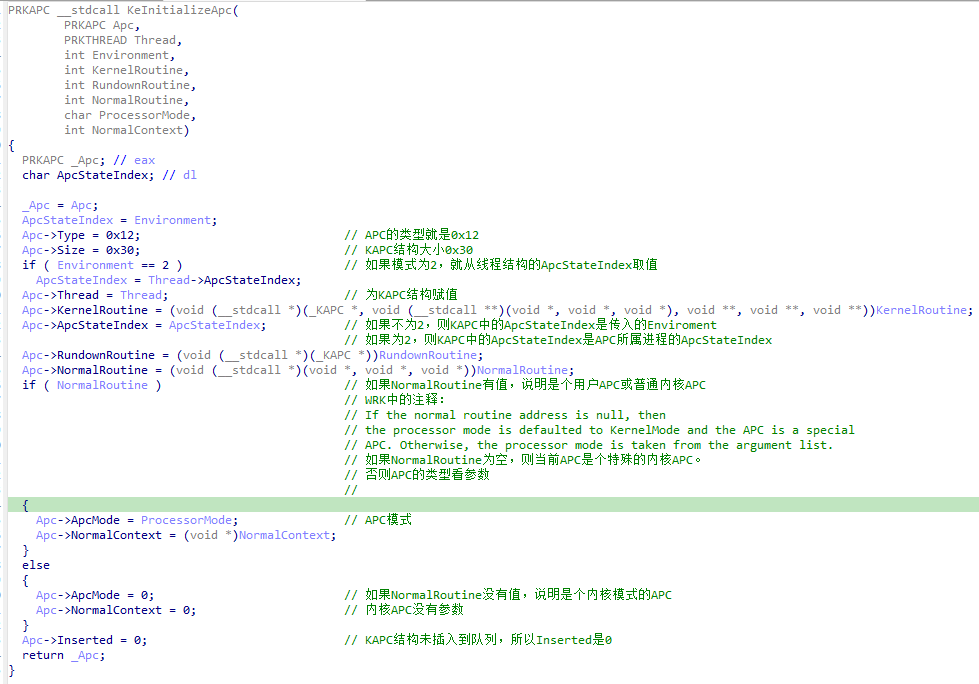 PRKAPC __stdcall KeInitializeApc(
PRKAPC Apc,
PRKTHREAD Thread,
int Environment,
int KernelRoutine,
int RundownRoutine,
int NormalRoutine,
char ProcessorMode,
int NormalContext)
{
PRKAPC _Apc; // eax
char ApcStateIndex; // dl
_Apc = Apc;
ApcStateIndex = Environment;
Apc->Type = 0x12; // APC的类型就是0x12
Apc->Size = 0x30; // KAPC结构大小0x30
if ( Environment == 2 ) // 如果模式为2，就从线程结构的ApcStateIndex取值
ApcStateIndex = Thread->ApcStateIndex;
Apc->Thread = Thread; // 为KAPC结构赋值
Apc->KernelRoutine = (void (__stdcall *)(_KAPC *, void (__stdcall **)(void *, void *, void *), void **, void **, void **))KernelRoutine;
Apc->ApcStateIndex = ApcStateIndex; // 如果不为2，则KAPC中的ApcStateIndex是传入的Enviroment
// 如果为2，则KAPC中的ApcStateIndex是APC所属进程的ApcStateIndex
Apc->RundownRoutine = (void (__stdcall *)(_KAPC *))RundownRoutine;
Apc->NormalRoutine = (void (__stdcall *)(void *, void *, void *))NormalRoutine;
if ( NormalRoutine ) // 如果NormalRoutine有值，说明是个用户APC或普通内核APC
// WRK中的注释：
// If the normal routine address is null, then
// the processor mode is defaulted to KernelMode and the APC is a special
// APC. Otherwise, the processor mode is taken from the argument list.
// 如果NormalRoutine为空，则当前APC是个特殊的内核APC。
// 否则APC的类型看参数
//
{
Apc->ApcMode = ProcessorMode; // APC模式
Apc->NormalContext = (void *)NormalContext;
}
else
{
Apc->ApcMode = 0; // 如果NormalRoutine没有值，说明是个内核模式的APC
Apc->NormalContext = 0; // 内核APC没有参数
}
Apc->Inserted = 0; // KAPC结构未插入到队列，所以Inserted是0
return _Apc;
}